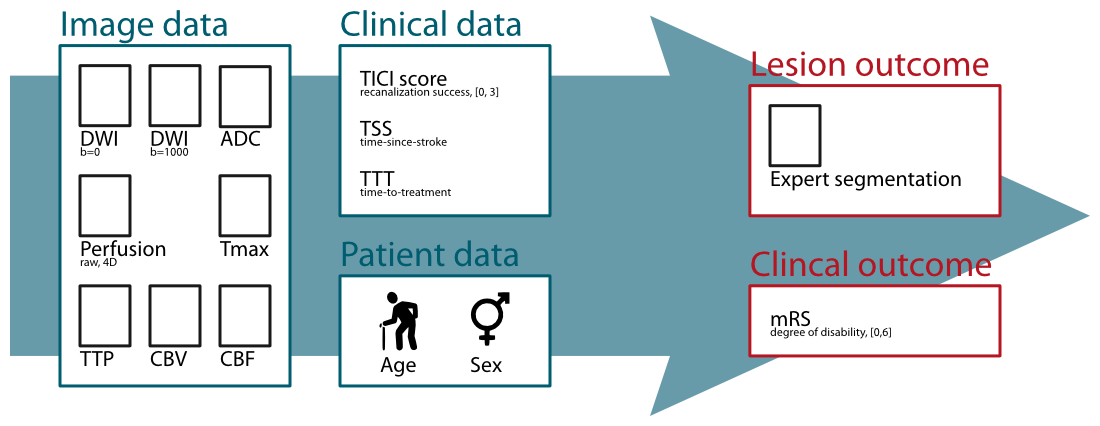 Image data
DWI
b=0
DWI
b=1000
ADC
Perfusion
raw, 4D
Tmax
TTP
CBV
CBF
Clinical data
TICI score
recanalization success, [0, 3]
TSS
time-since-stroke
TTT
time-to-treatment
Patient data
Age
Sex
Lesion outcome
Expert segmentation
Clincal outcome
mRS
degree of disability, [0,6]